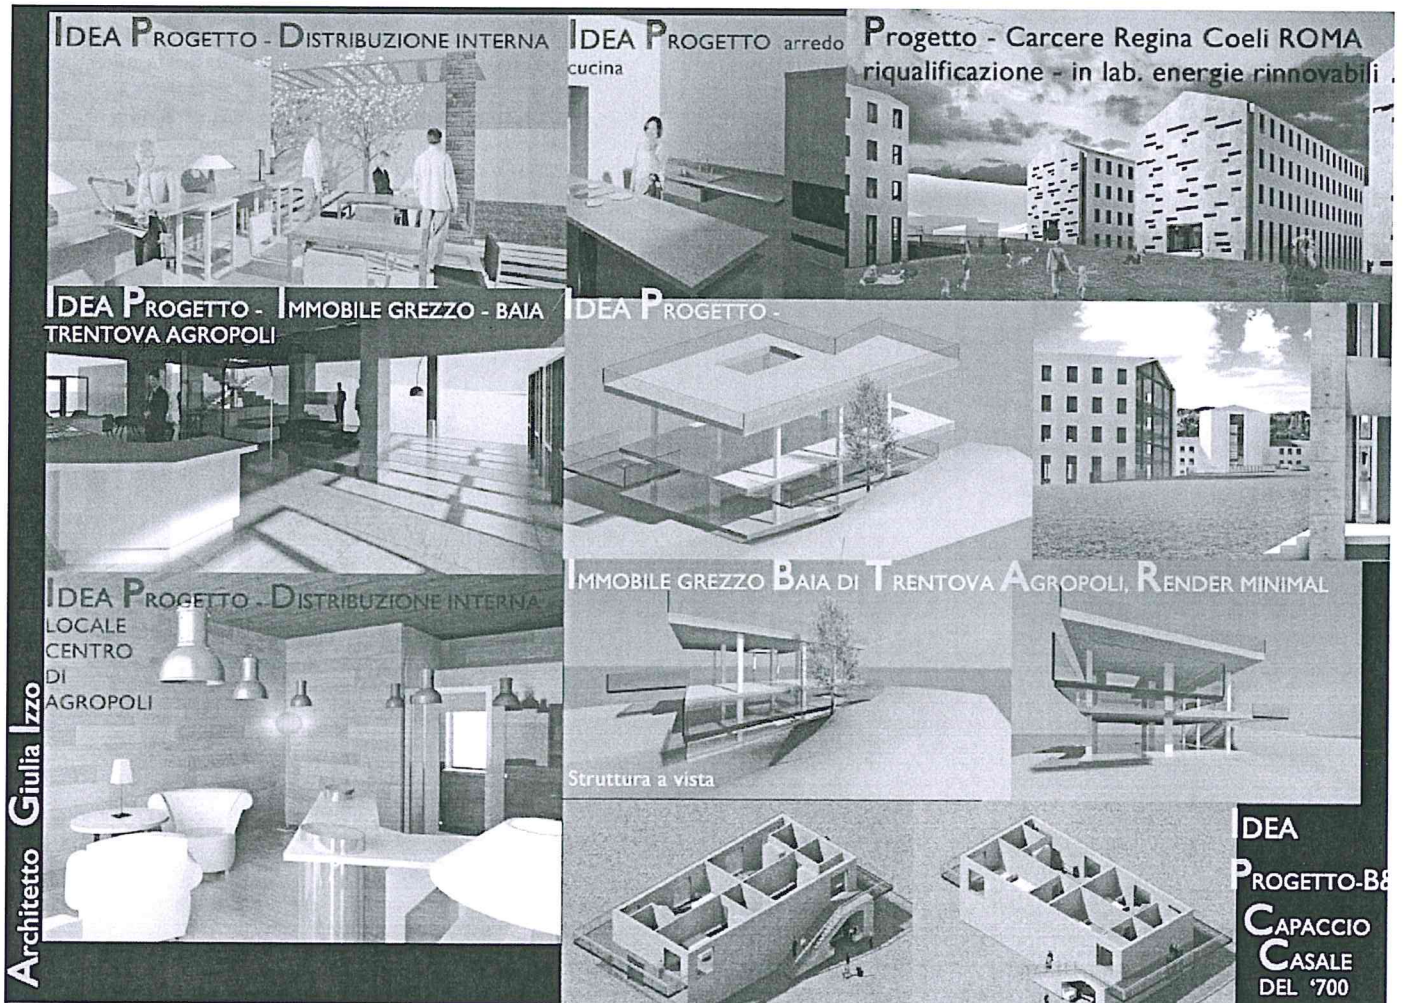 IDEA PROGETTO - DISTRIBUZIONE INTERNA
IDEA PROGETTO arredo
cucina
Progetto - Carcere Regina Coeli ROMA
riqualificazione - in lab. energie rinnovabili
IDEA PROGETTO - IMMOBILE GREZZO - BAIA
TRENTOVA AGROPOLI
IDEA PROGETTO -
IDEA PROGETTO - DISTRIBUZIONE INTERNA
LOCALE
CENTRO
DI
AGROPOLI
IMMOBILE GREZZO BAIA DI TRENTOVA AGROPOLI, RENDER MINIMAL
Struttura a vista
IDEA
PROGETTO-B&
CAPACCIO
CASALE
DEL '700
Architetto Giulia Izzo